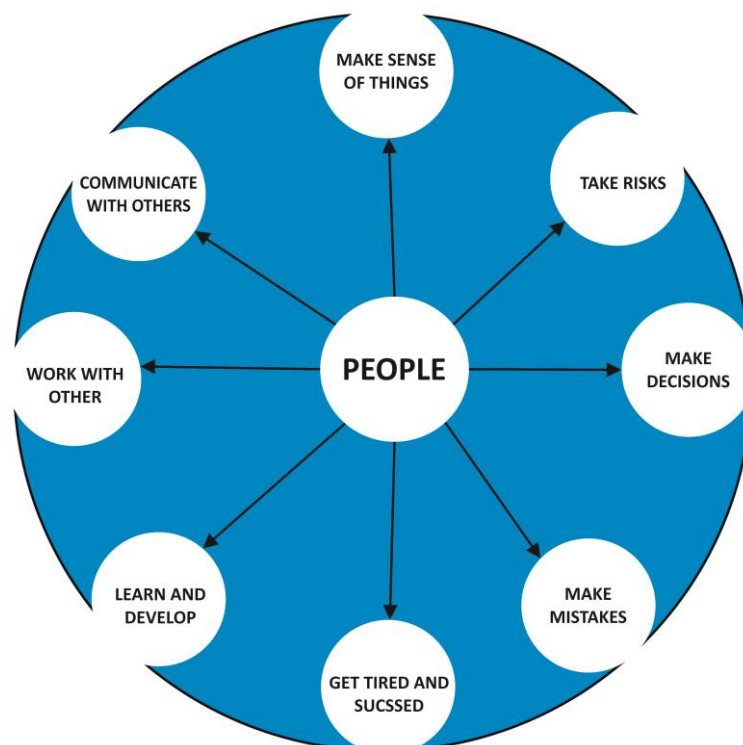 MAKE SENSE
OF THINGS
TAKE RISKS
COMMUNICATE
WITH OTHERS
PEOPLE
MAKE
DECISIONS
WORK WITH
OTHER
LEARN AND
DEVELOP
MAKE
MISTAKES
GET TIRED AND
SUCSSED